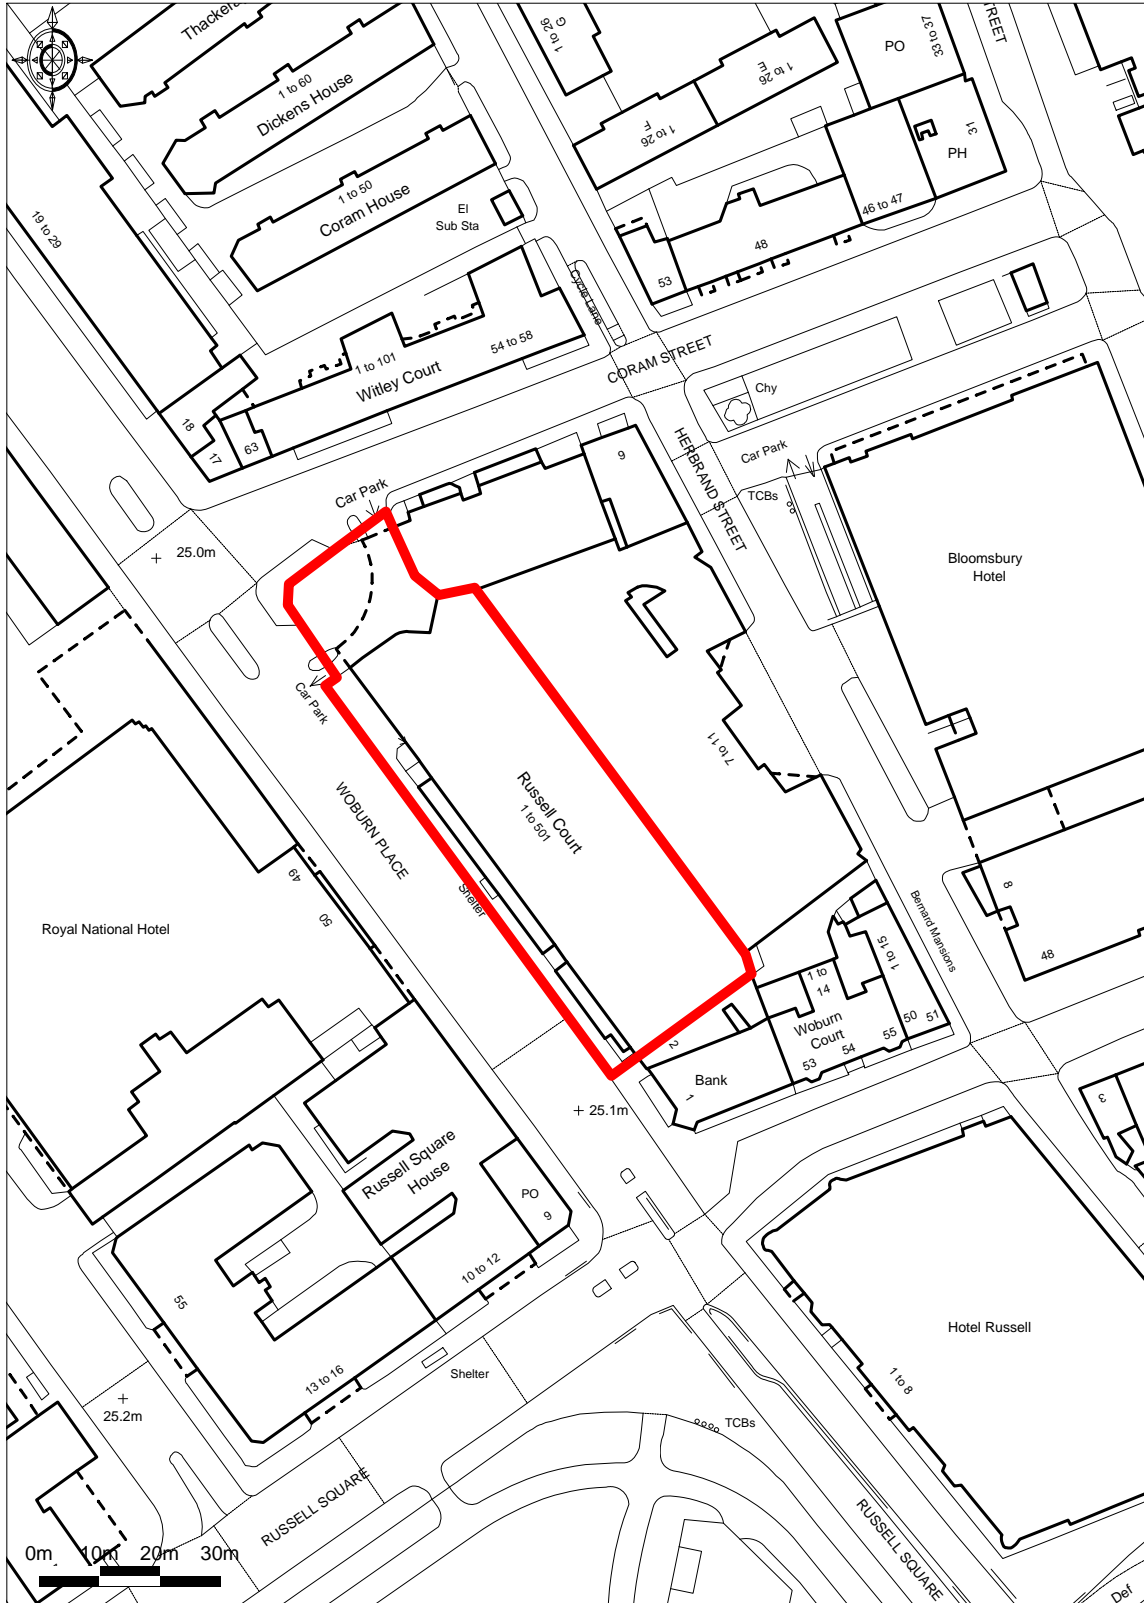 Thackera
1 to 60
Dickens House
1 to 50
Coram House
El
Sub Sta
19 to 29
1 to 26
G
1 to 26
E
1 to 26
F
PO
33 to 37
STREET
PH
31
46 to 47
48
53
Cycle Lane
54 to 58
1 to 101
Witley Court
CORAM STREET
18
17
63
Chy
Car Park
TCBs
HERBRAND STREET
9
Car Park
25.0m
Bloomsbury
Hotel
Car Park
7 to 11
WOBURN PLACE
Russell Court
1 to 501
Shelter
49
50
Royal National Hotel
8
48
Bernard Mansions
1 to 15
1 to
14
Woburn
Court
53
54
55
50
51
2
Bank
1
25.1m
3
Russell Square
House
PO
9
10 to 12
55
13 to 16
Shelter
25.2m
Hotel Russell
1 to 8
TCBs
RUSSELL SQUARE
RUSSELL SQUARE
0m 10m 20m 30m
Def